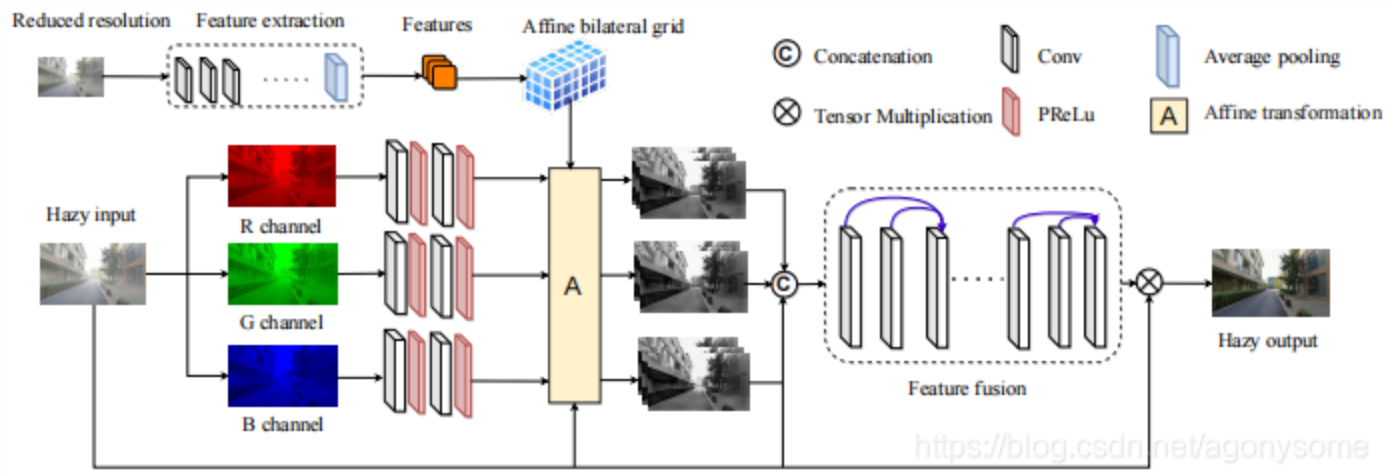 Reduced resolution
Feature extraction
Features
Affine bilateral grid
C
Concatenation
Conv
Average pooling
Tensor Multiplication
PReLu
A
Affine transformation
Hazy input
R channel
G channel
B channel
A
C
Feature fusion
Hazy output
https://blog.csdn.net/agonysome